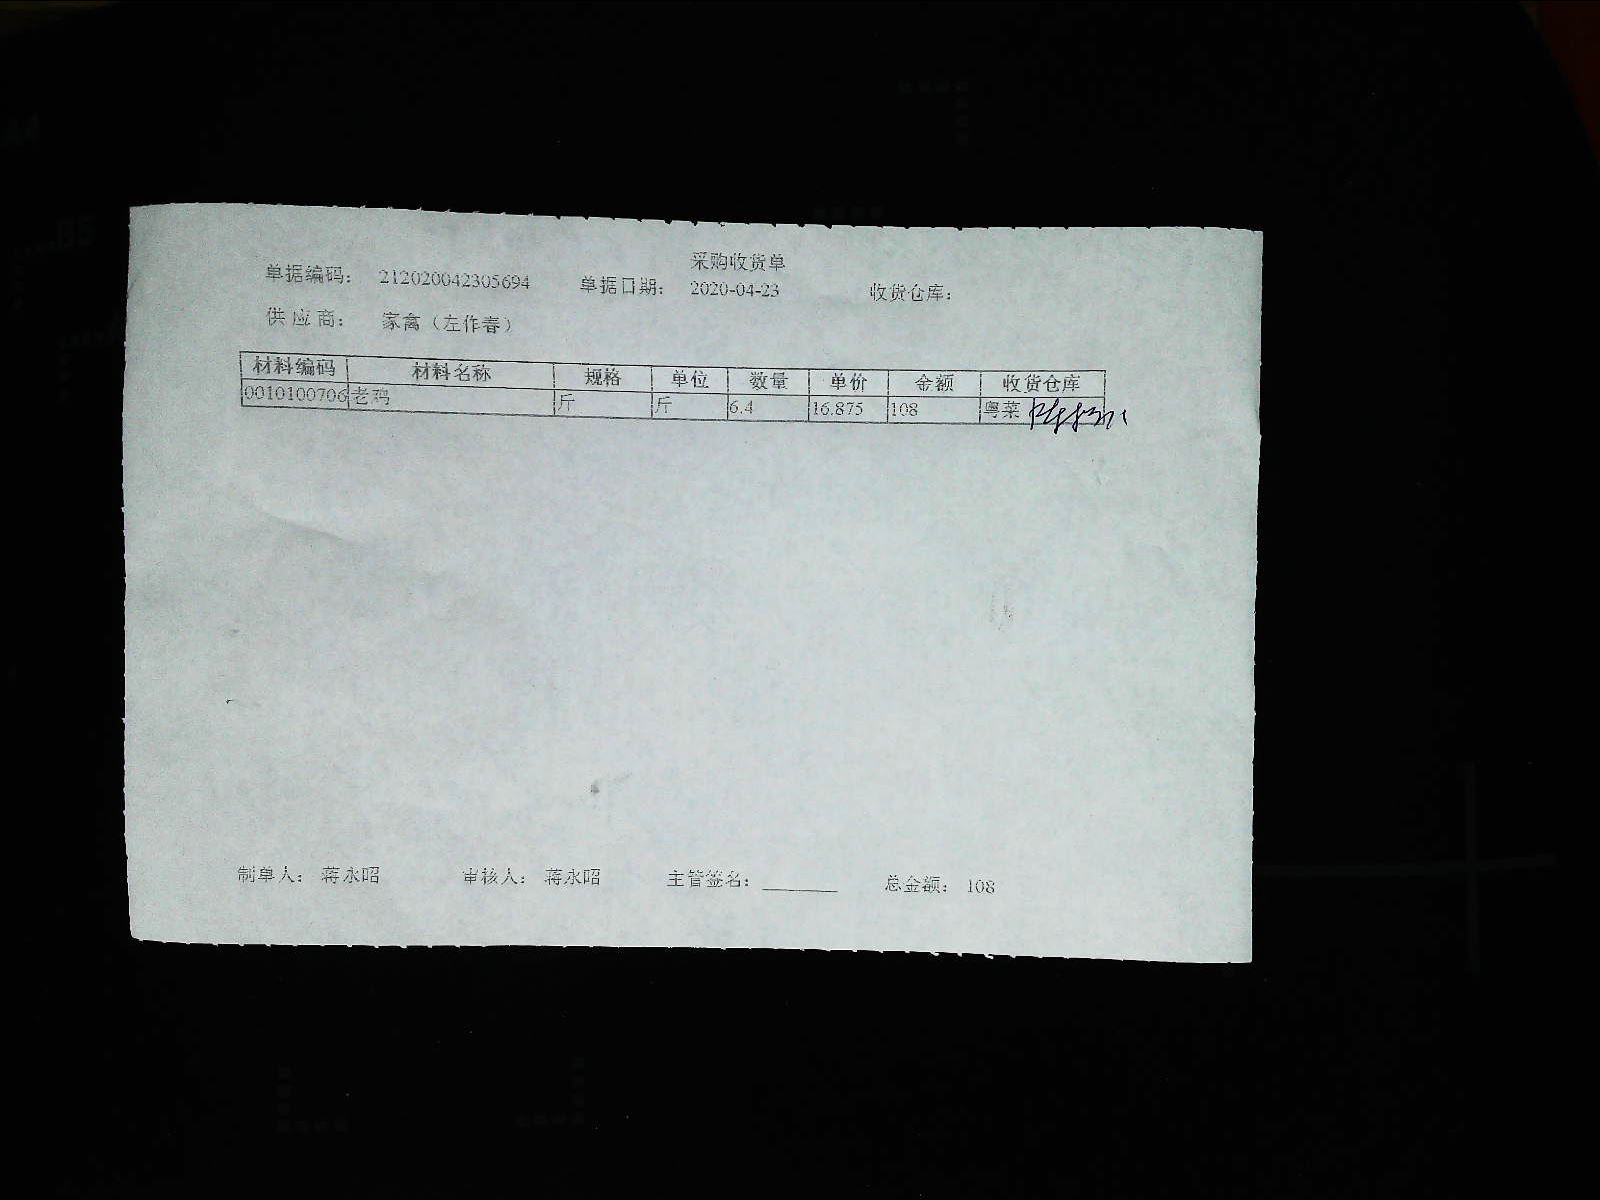 采购收货单
单据编码： 212020042305694 单据日期： 2020-04-23 收货仓库：
供应商： 家禽（左作春）
材料编码 材料名称 规格 单位 数量 单价 金额 收货仓库
0010100706 老鸡 斤 斤 6.4 16.875 108 粤菜
制单人： 蒋永昭 审核人： 蒋永昭 主管签名： 总金额： 108